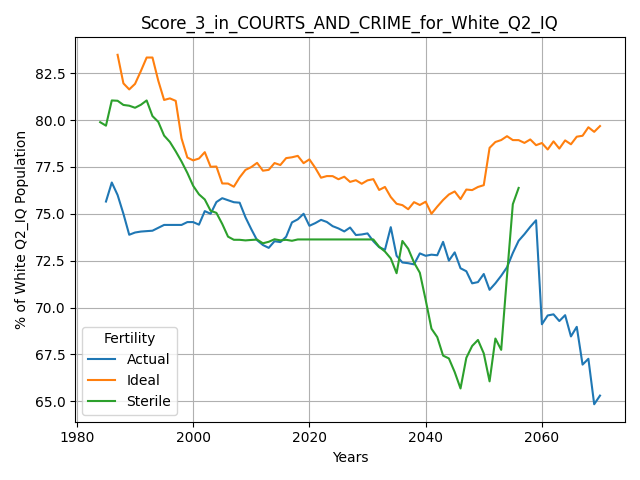 Score_3_in_COURTS_AND_CRIME_for_White_Q2_IQ
% of White Q2_IQ Population
82.5
80.0
77.5
75.0
72.5
70.0
67.5
65.0
Fertility
Actual
Ideal
Sterile
1980
2000
2020
2040
2060
Years